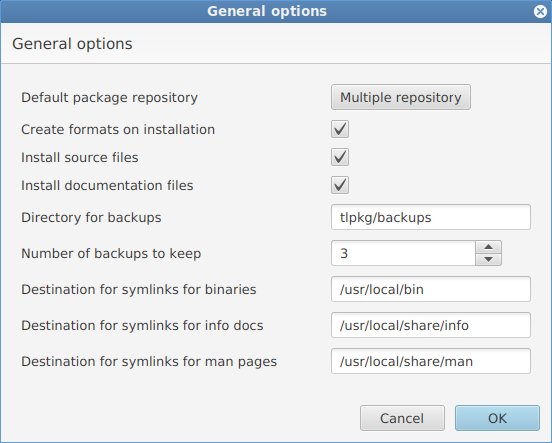 General options
General options
Default package repository Multiple repository
Create formats on installation
Install source files
Install documentation files
Directory for backups tlpkg/backups
Number of backups to keep 3
Destination for symlinks for binaries /usr/local/bin
Destination for symlinks for info docs /usr/local/share/info
Destination for symlinks for man pages /usr/local/share/man
Cancel OK